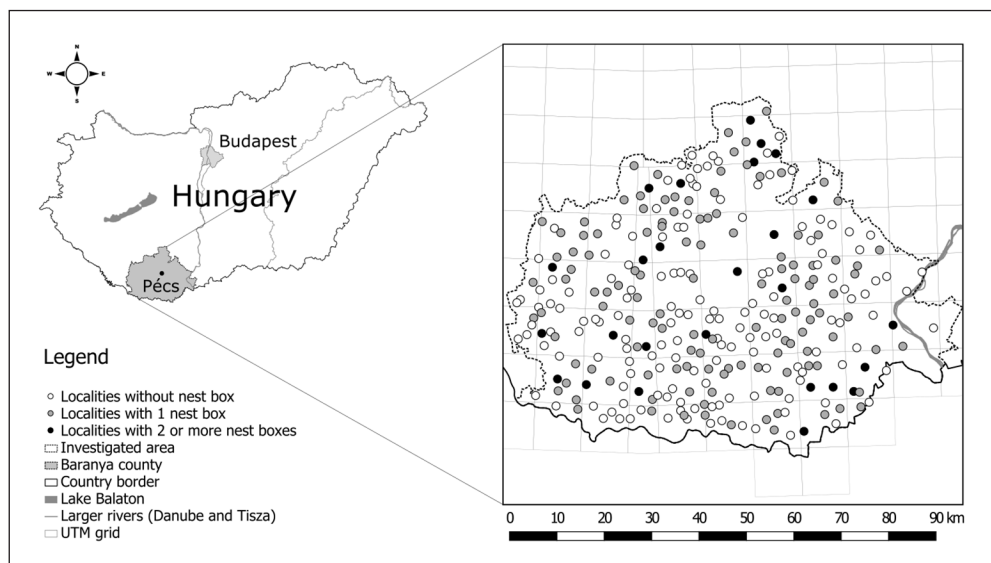 N
W E
S
Budapest
Hungary
Pécs
Legend
Localities without nest box
Localities with 1 nest box
Localities with 2 or more nest boxes
Investigated area
Baranya county
Country border
Lake Balaton
Larger rivers (Danube and Tisza)
UTM grid
0 10 20 30 40 50 60 70 80 90 km